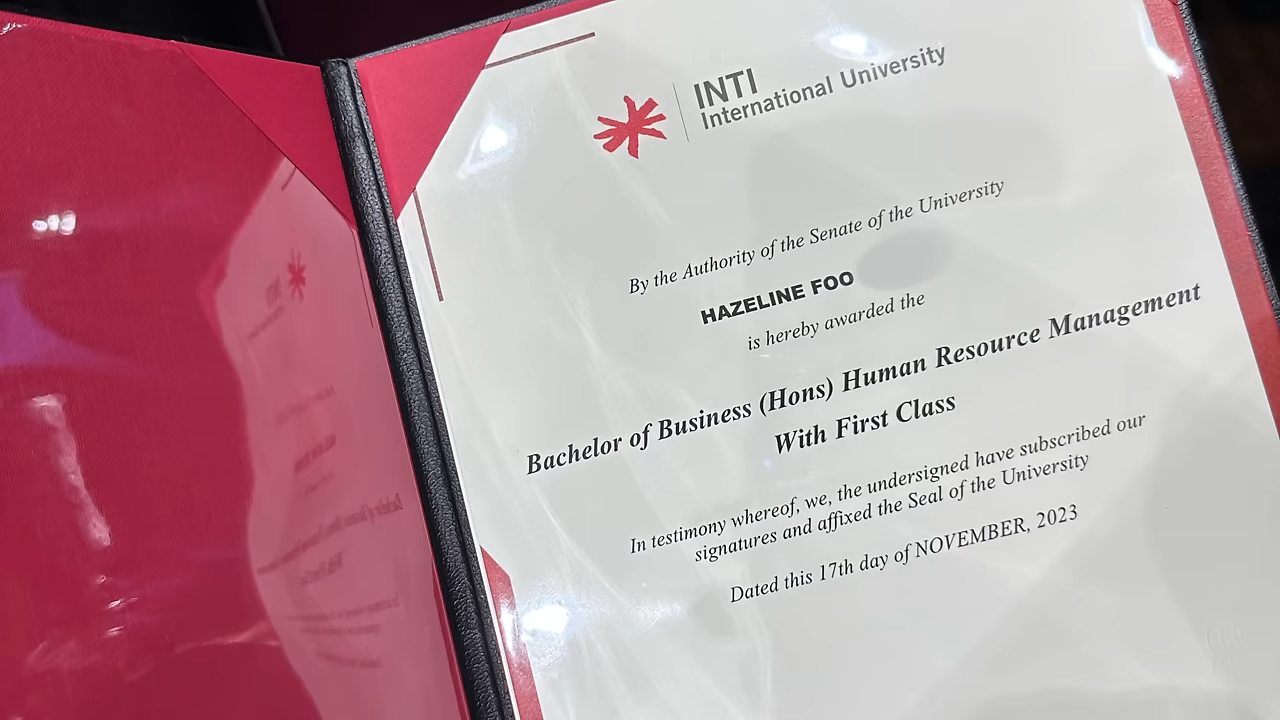 INTI
International University
By the Authority of the Senate of the University
HAZELINE FOO
is hereby awarded the
Bachelor of Business (Hons) Human Resource Management
With First Class
In testimony whereof, we, the undersigned have subscribed our
signatures and affixed the Seal of the University
Dated this 17th day of NOVEMBER, 2023